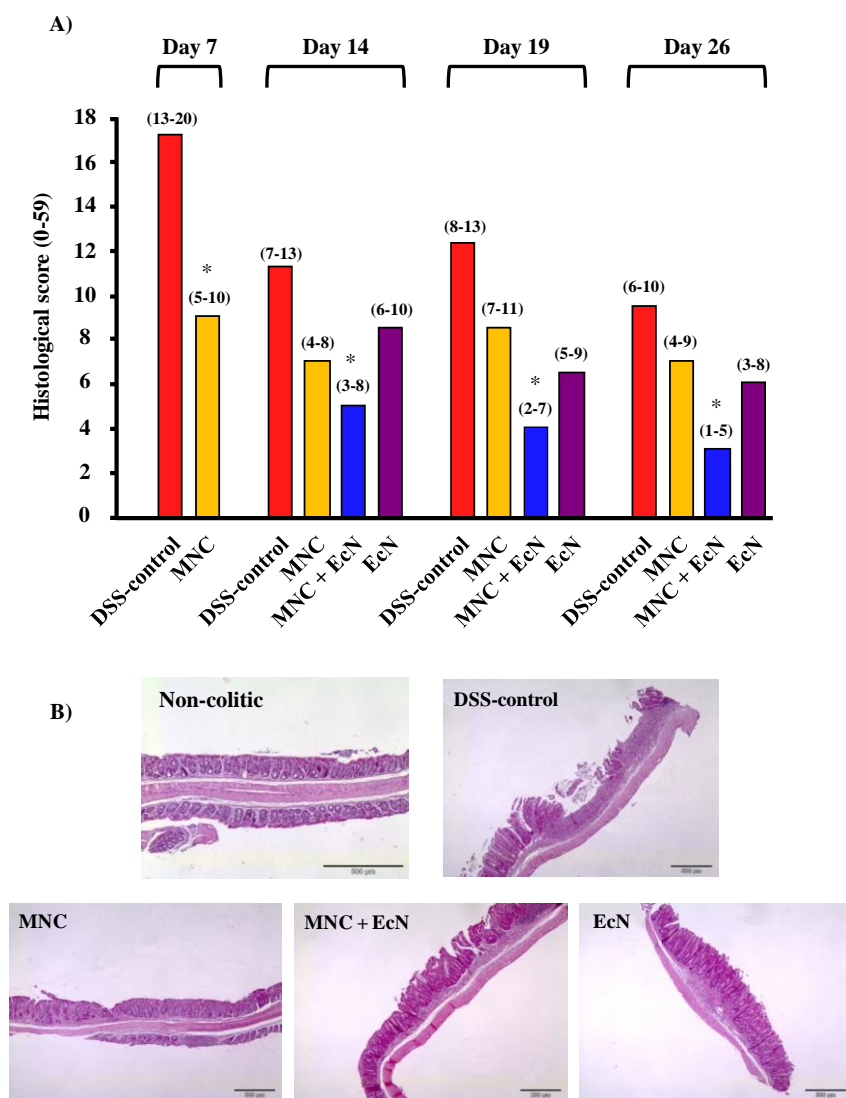 A)
Day 7 Day 14 Day 19 Day 26
Histological score (0-59)
18
16
14
12
10
8
6
4
2
0
(13-20)
*
(5-10)
(7-13)
(4-8)
*
(3-8)
(6-10)
(8-13)
(7-11)
*
(2-7)
(5-9)
(6-10)
(4-9)
*
(1-5)
(3-8)
DSS-control
MNC
DSS-control
MNC
MNC + EcN
EcN
DSS-control
MNC
MNC + EcN
EcN
DSS-control
MNC
MNC + EcN
EcN
B)
Non-colitic
500 µm
DSS-control
MNC
MNC + EcN
EcN